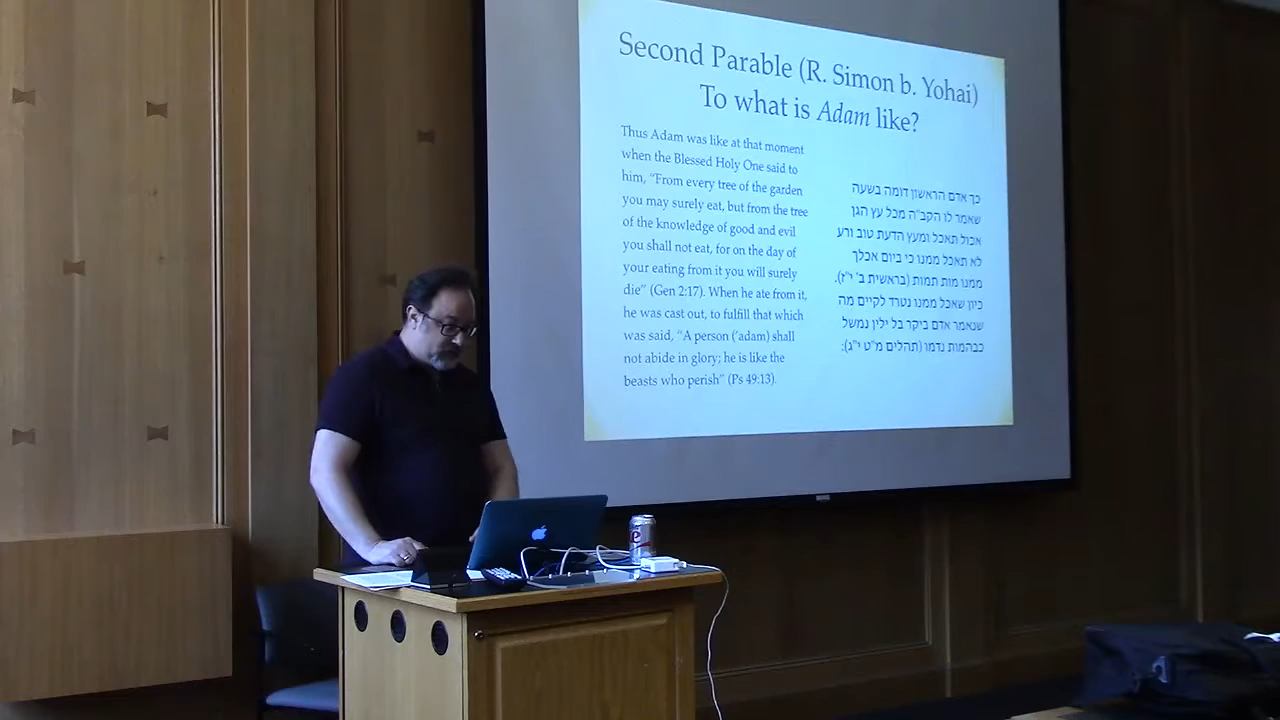 Second Parable (R. Simon b. Yohai)
To what is Adam like?
Thus Adam was like at that moment
when the Blessed Holy One said to
him, “From every tree of the garden
you may surely eat, but from the tree
of the knowledge of good and evil
you shall not eat, for on the day of
your eating from it you will surely
die” (Gen 2:17). When he ate from it,
he was cast out, to fulfill that which
was said, “A person (’adam) shall
not abide in glory; he is like the
beasts who perish” (Ps 49:13).
כך אדם הראשון דומה בשעה
שאמר לו הקב"ה מכל עץ הגן
אכול תאכל ומעץ הדעת טוב ורע
לא תאכל ממנו כי ביום אכלך
ממנו מות תמות (בראשית ב' י"ז).
כיון שאכל ממנו נטרד לקיים מה
שנאמר אדם ביקר בל ילין נמשל
כבהמות נדמו (תהלים מ"ט י"ג):